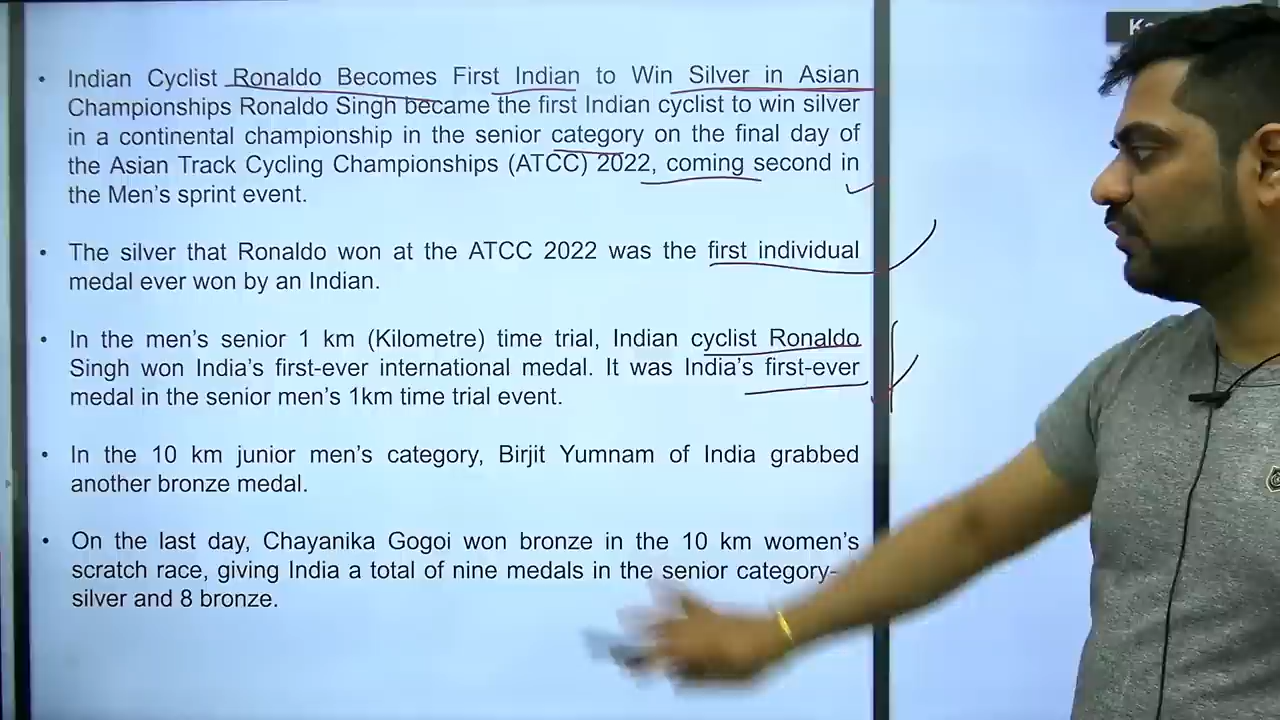 • Indian Cyclist Ronaldo Becomes First Indian to Win Silver in Asian
Championships Ronaldo Singh became the first Indian cyclist to win silver
in a continental championship in the senior category on the final day of
the Asian Track Cycling Championships (ATCC) 2022, coming second in
the Men's sprint event.
• The silver that Ronaldo won at the ATCC 2022 was the first individual
medal ever won by an Indian.
• In the men's senior 1 km (Kilometre) time trial, Indian cyclist Ronaldo
Singh won India's first-ever international medal. It was India's first-ever
medal in the senior men's 1km time trial event.
• In the 10 km junior men's category, Birjit Yumnam of India grabbed
another bronze medal.
• On the last day, Chayanika Gogoi won bronze in the 10 km women's
scratch race, giving India a total of nine medals in the senior category-
silver and 8 bronze.